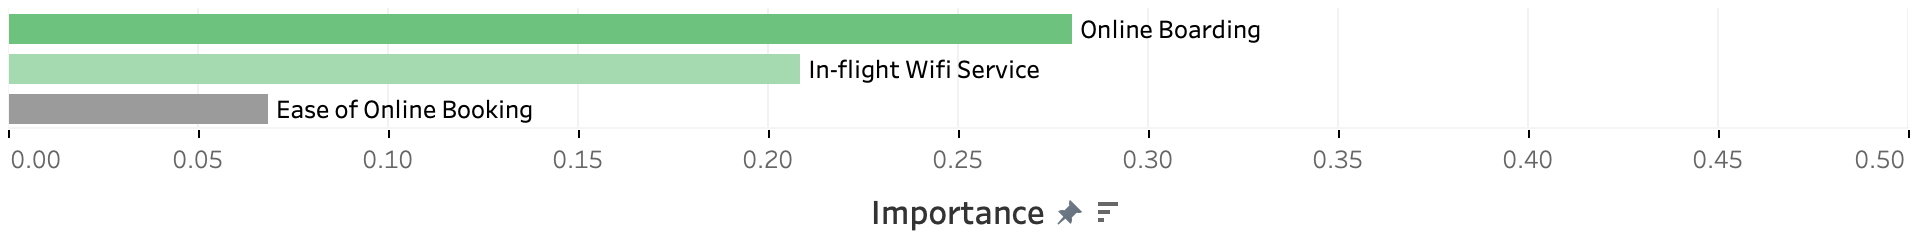 Online Boarding
In-flight Wifi Service
Ease of Online Booking
0.00 0.05 0.10 0.15 0.20 0.25 0.30 0.35 0.40 0.45 0.50
Importance